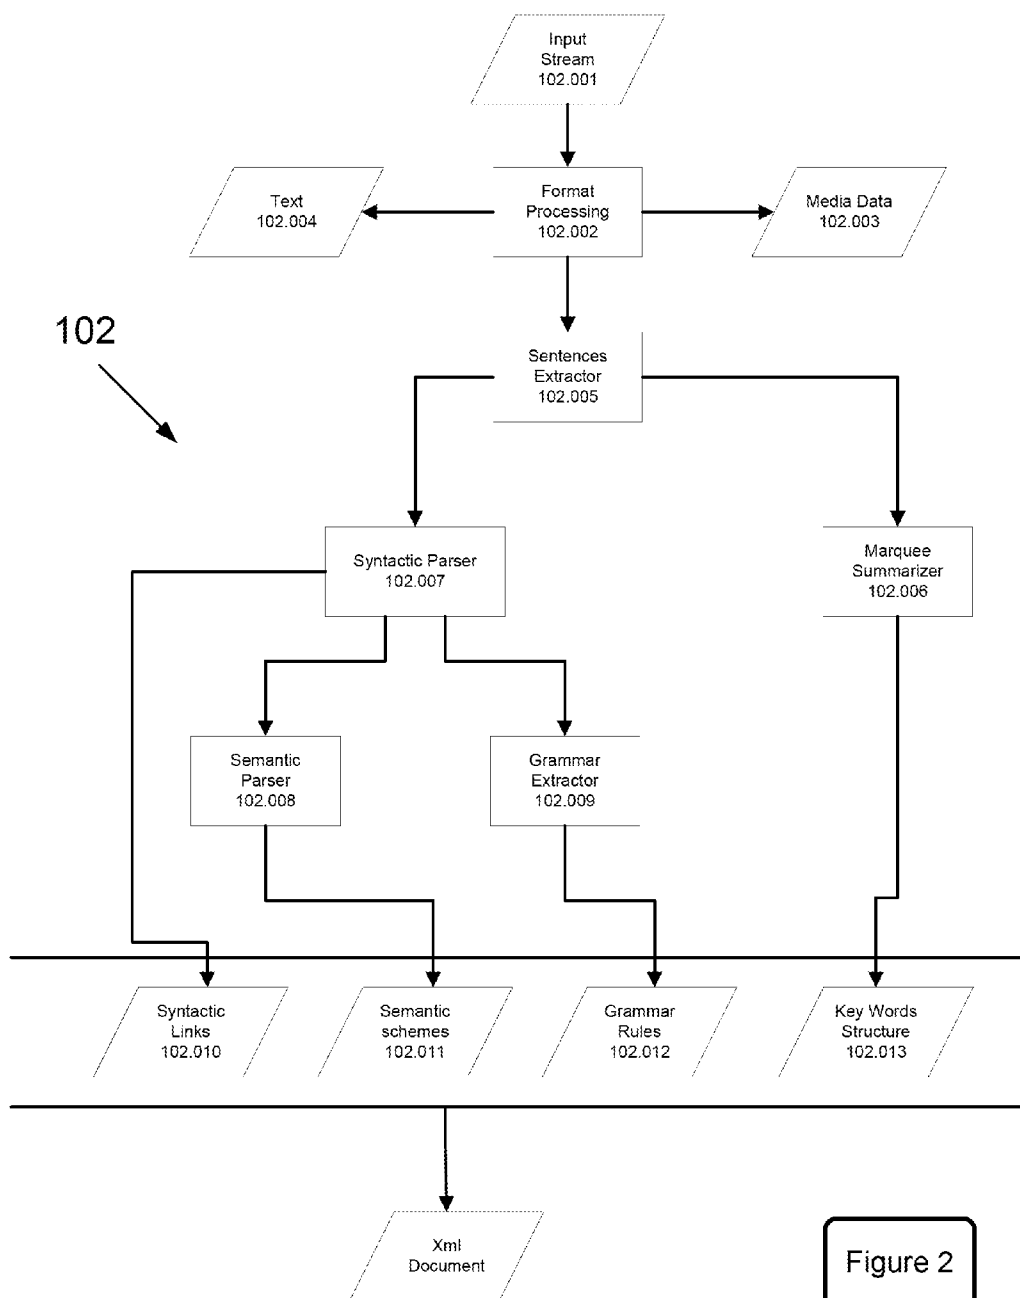 Input
Stream
102.001
Text
102.004
Format
Processing
102.002
Media Data
102.003
102
Sentences
Extractor
102.005
Syntactic Parser
102.007
Marquee
Summarizer
102.006
Semantic
Parser
102.008
Grammar
Extractor
102.009
Syntactic
Links
102.010
Semantic
schemes
102.011
Grammar
Rules
102.012
Key Words
Structure
102.013
Xml
Document
Figure 2